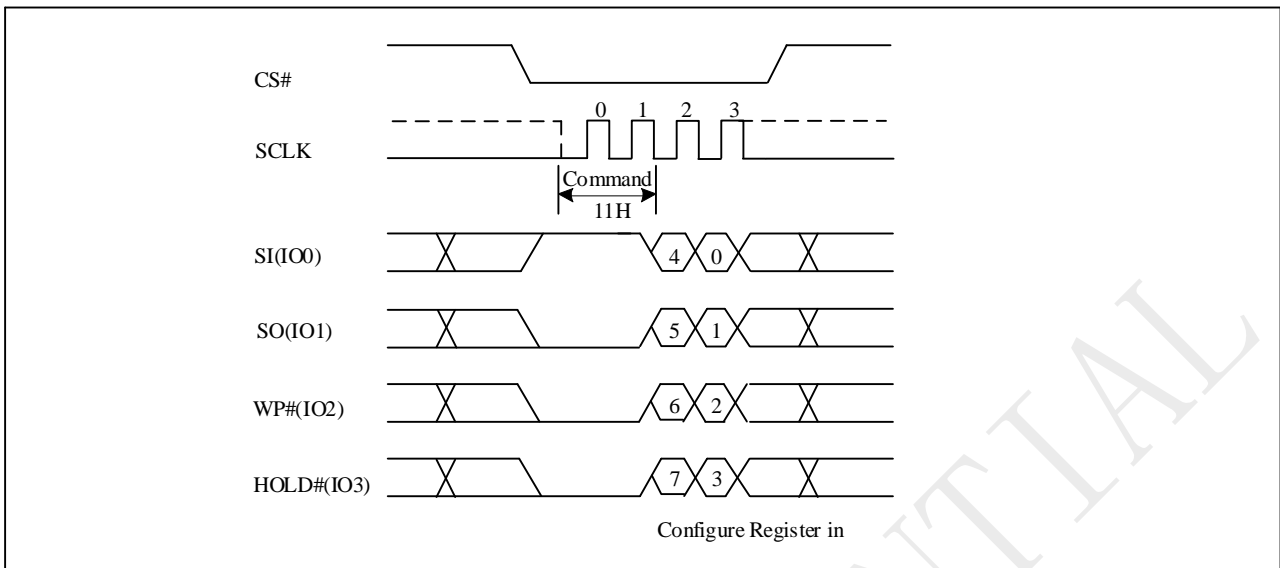 CS#
0 1 2 3
SCLK
Command
11H
SI(IO0) 4 0
SO(IO1) 5 1
WP#(IO2) 6 2
HOLD#(IO3) 7 3
Configure Register in
NTIAL